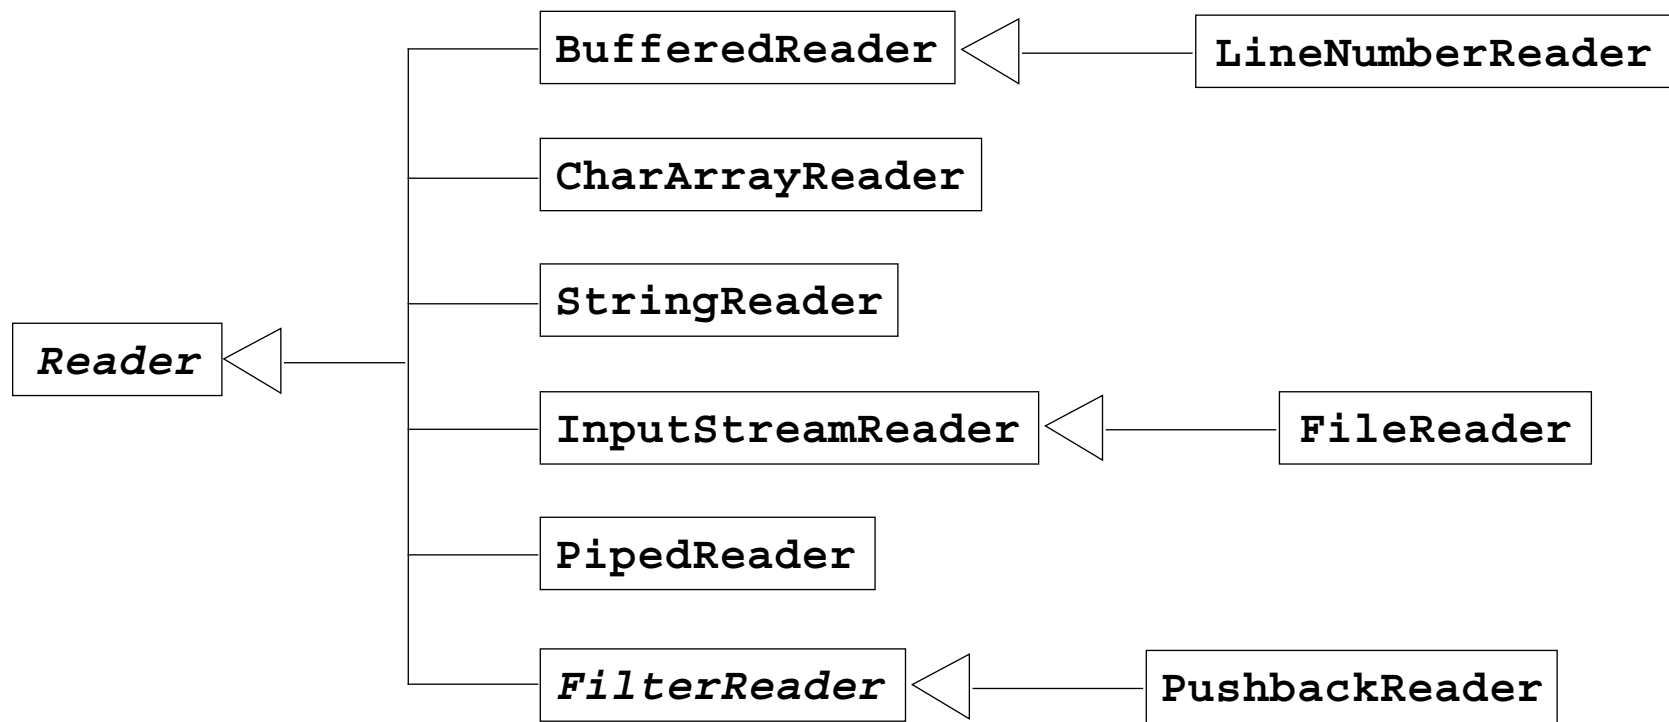 BufferedReader
LineNumberReader
CharArrayReader
StringReader
Reader
InputStreamReader
FileReader
PipedReader
FilterReader
PushbackReader